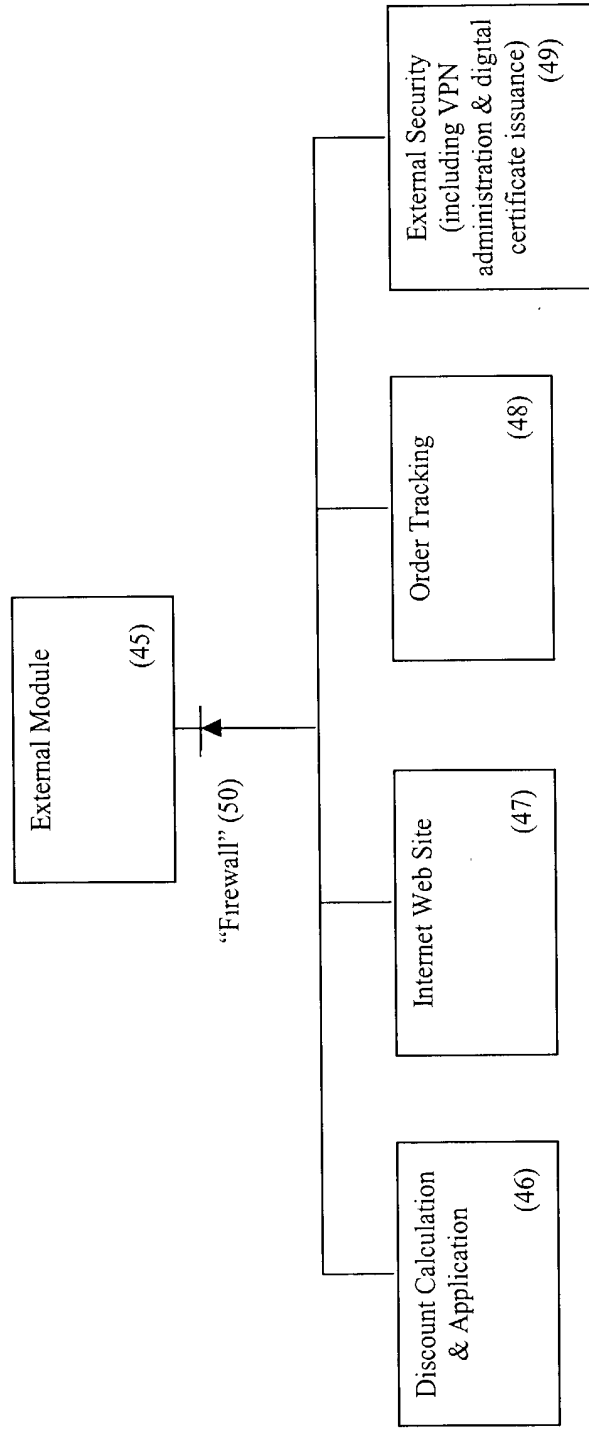 External Module
(45)
“Firewall” (50)
Discount Calculation
& Application
(46)
Internet Web Site
(47)
Order Tracking
(48)
External Security
(including VPN
administration & digital
certificate issuance)
(49)